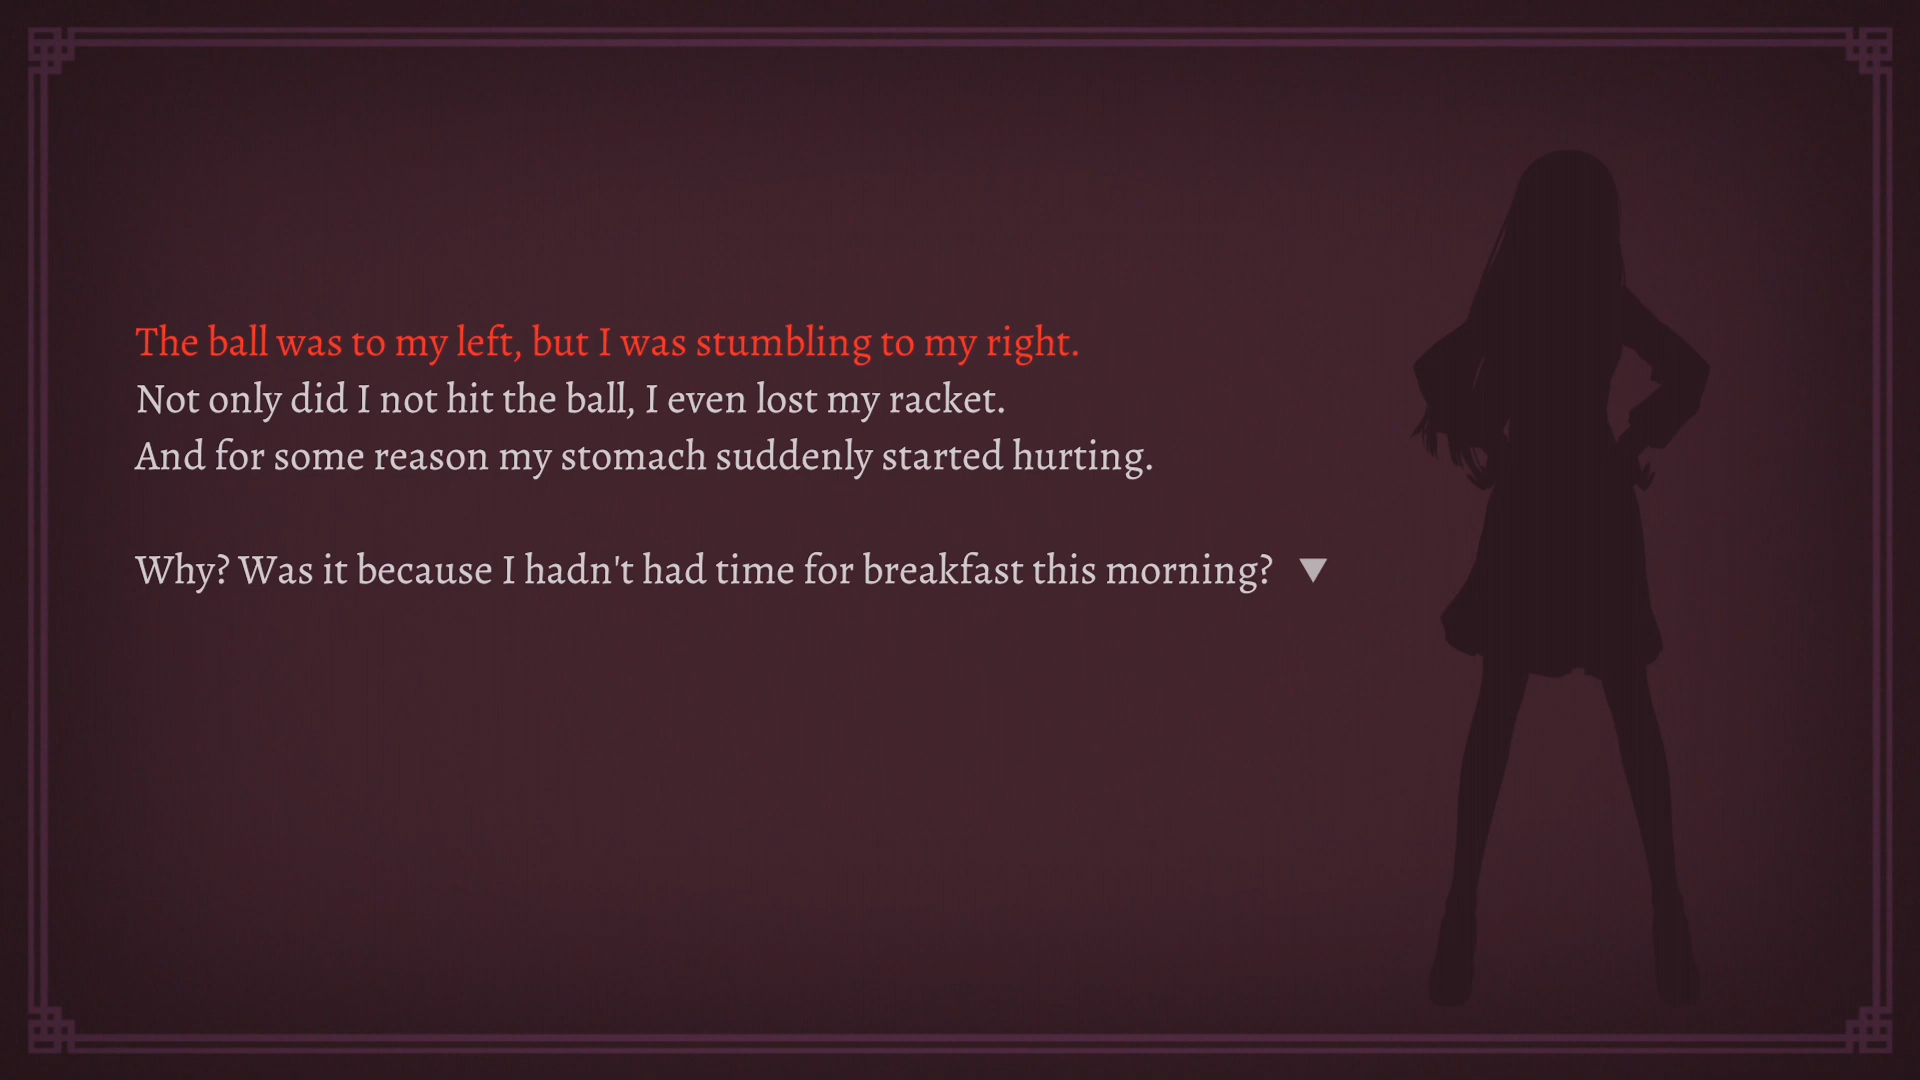 The ball was to my left, but I was stumbling to my right.
Not only did I not hit the ball, I even lost my racket.
And for some reason my stomach suddenly started hurting.
Why? Was it because I hadn't had time for breakfast this morning?